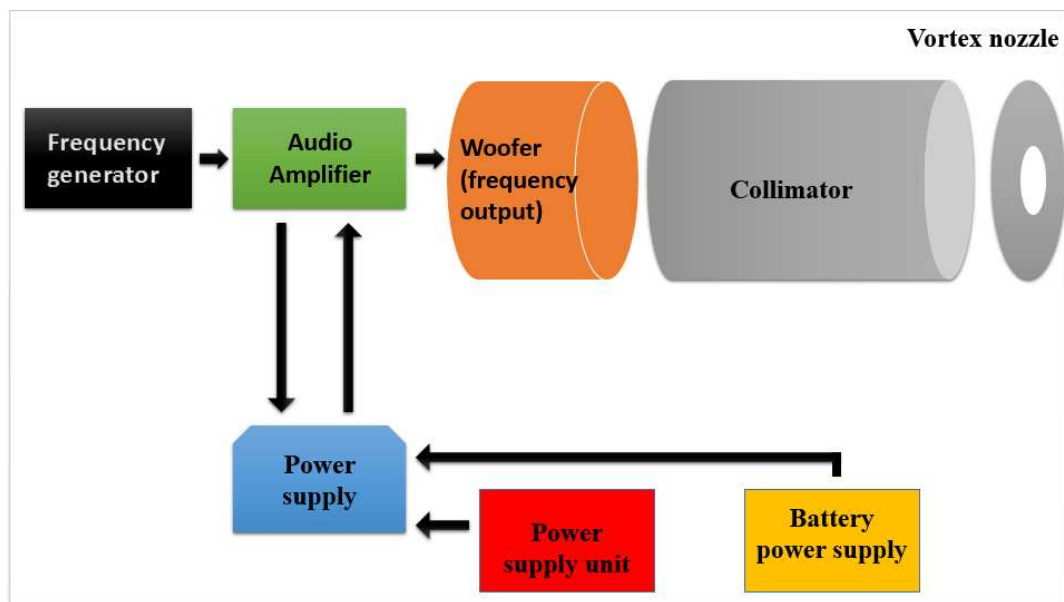 Vortex nozzle
Frequency
generator
Audio
Amplifier
Woofer
(frequency
output)
Collimator
Power
supply
Power
supply unit
Battery
power supply